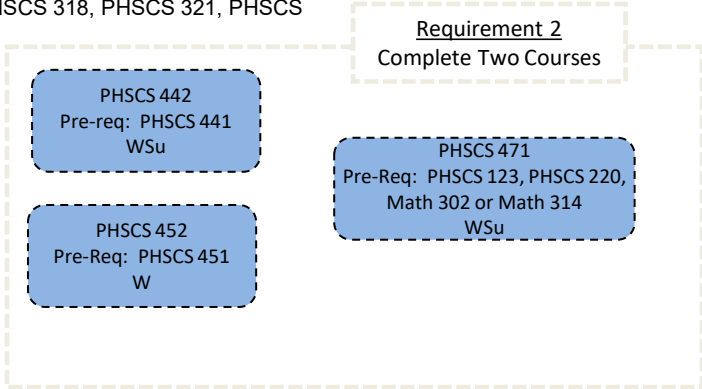 SCS 318, PHSCS 321, PHSCS
Requirement 2
Complete Two Courses
PHSCS 442
Pre-req: PHSCS 441
WSu
PHSCS 452
Pre-Req: PHSCS 451
W
PHSCS 471
Pre-Req: PHSCS 123, PHSCS 220,
Math 302 or Math 314
WSu